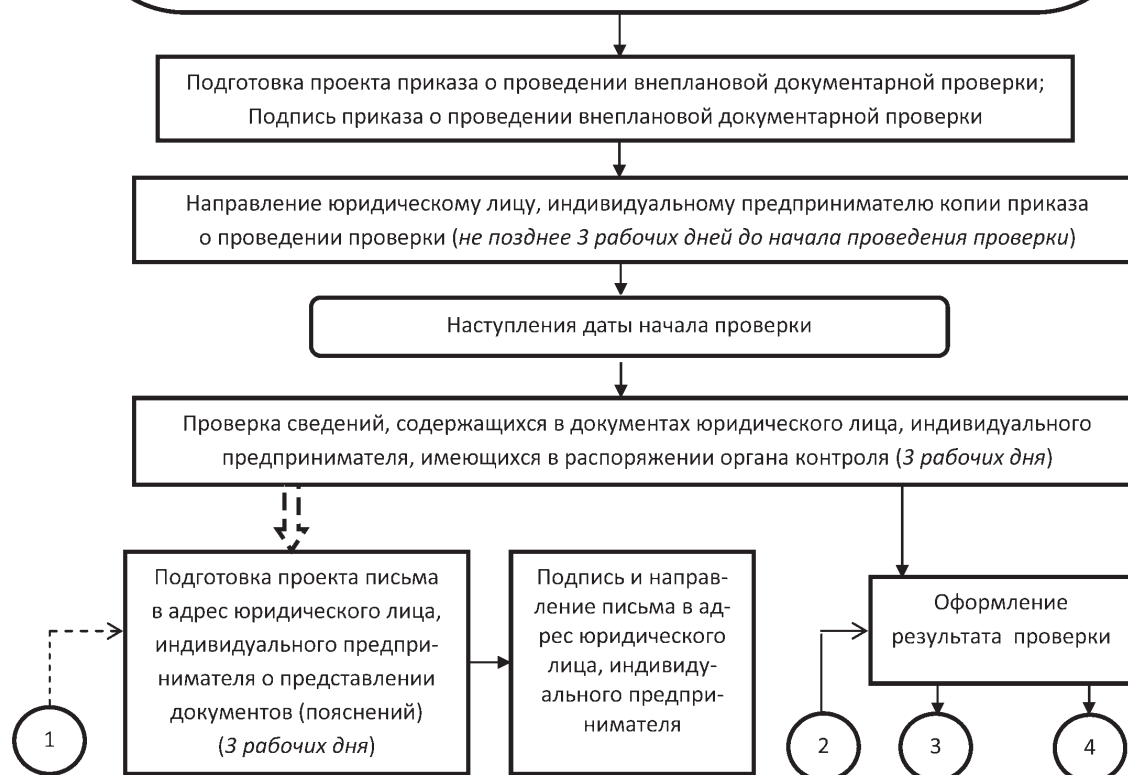 Подготовка проекта приказа о проведении внеплановой документарной проверки;
Подпись приказа о проведении внеплановой документарной проверки
Направление юридическому лицу, индивидуальному предпринимателю копии приказа
о проведении проверки (не позднее 3 рабочих дней до начала проведения проверки)
Наступления даты начала проверки
Проверка сведений, содержащихся в документах юридического лица, индивидуального
предпринимателя, имеющихся в распоряжении органа контроля (3 рабочих дня)
Подготовка проекта письма
в адрес юридического лица,
индивидуального предпри-
нимателя о представлении
документов (пояснений)
(3 рабочих дня)
Подпись и направ-
ление письма в ад-
рес юридического
лица, индивиду-
ального предпри-
нимателя
Оформление
результата проверки
1
2
3
4